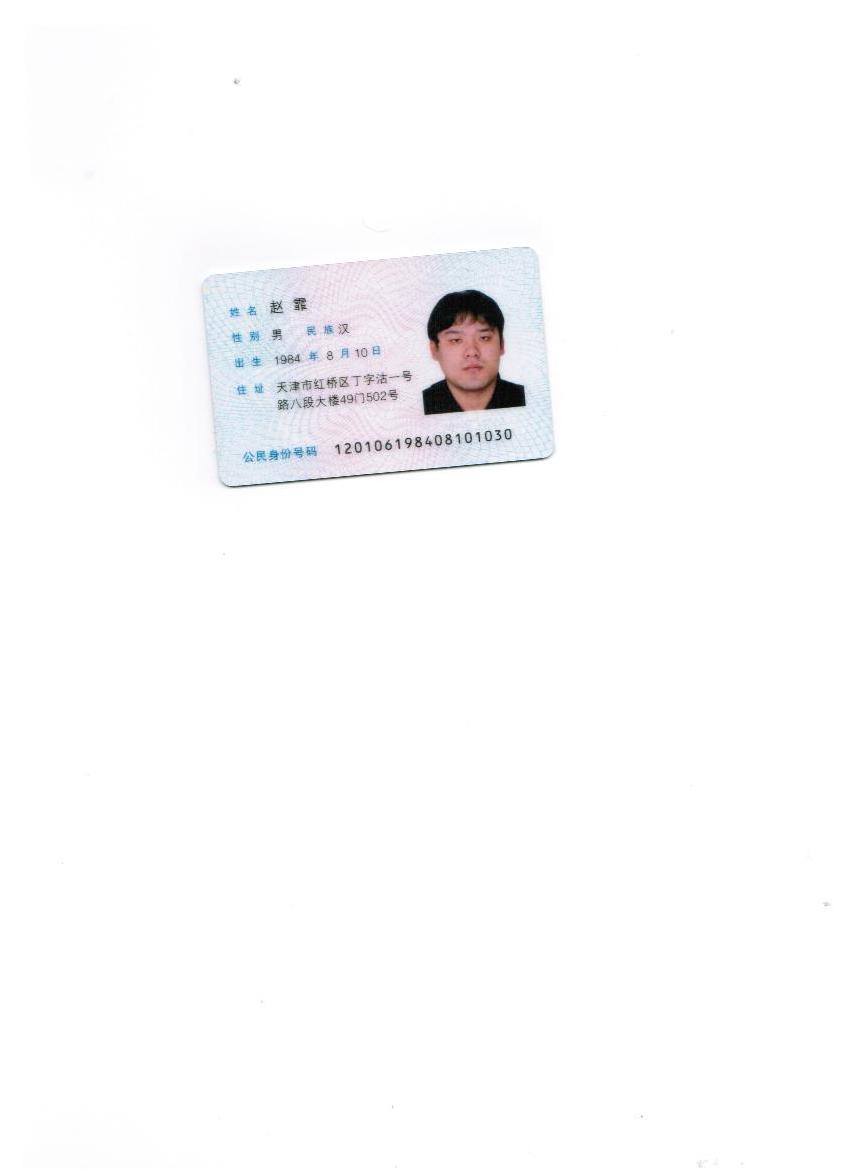 姓名 赵霏
性别 男 民族 汉
出生 1984 年 8 月 10 日
住址 天津市红桥区丁字沽一号
路八段大楼49门502号
公民身份号码 120106198408101030